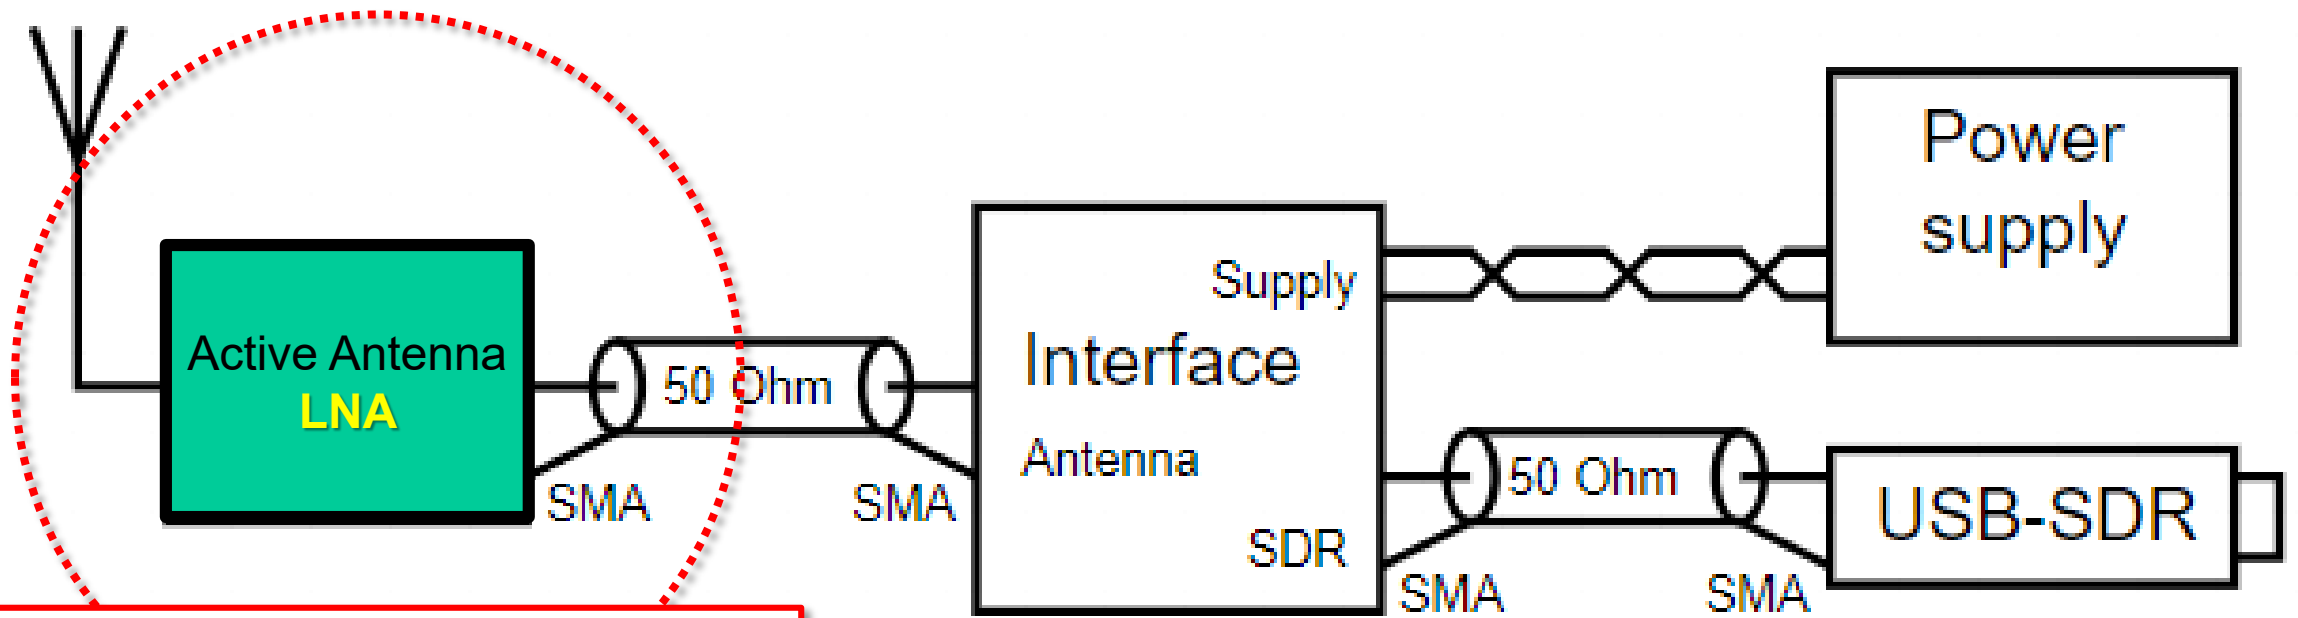 Power
supply
Supply
Active Antenna
LNA
50 Ohm
Interface
Antenna
SMA
SMA
50 Ohm
USB-SDR
SDR
SMA
SMA